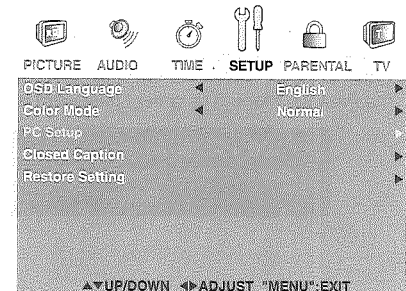 PICTURE AUDIO TIME SETUP PARENTAL TV
OSD Language ◀ English ▶
Color Mode ◀ Normal ▶
PC Setup ▶
Closed Caption ▶
Restore Setting ▶
▲▼UP/DOWN ◀▶ADJUST "MENU":EXIT